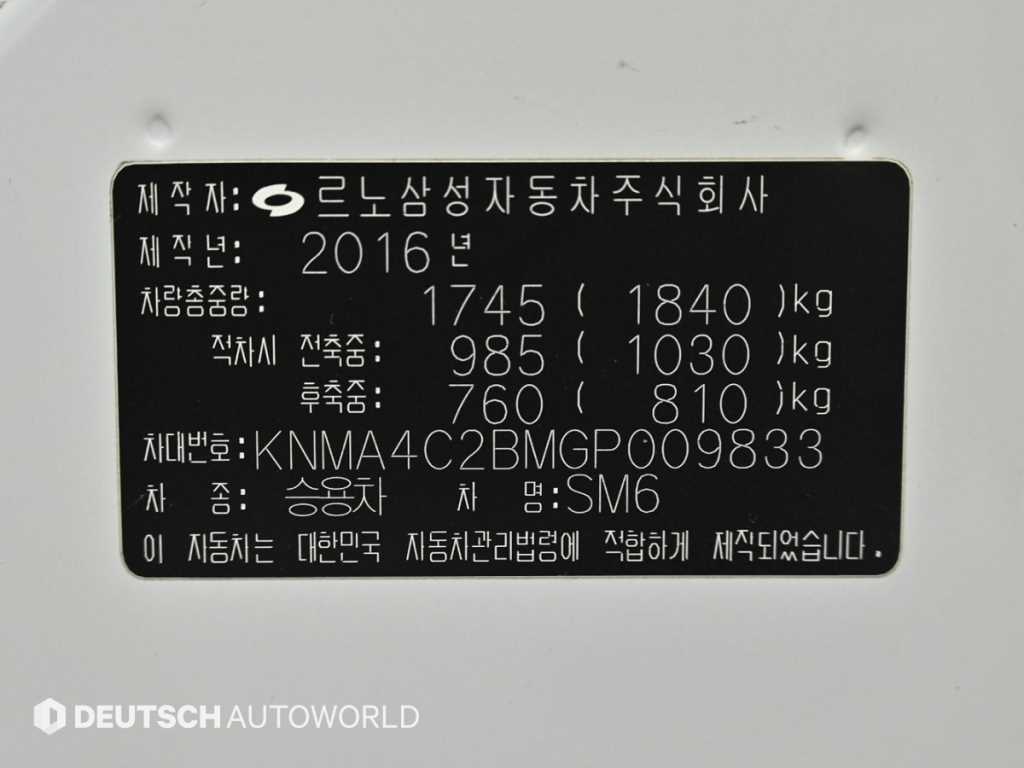 제작자: 르노삼성자동차주식회사
제작년: 2016 년
차량총중량: 1745 ( 1840 )kg
적차시 전축중: 985 ( 1030 )kg
후축중: 760 ( 810 )kg
차대번호:KNMA4C2BMGP009833
차 종: 승용차 차 명:SM6
이 자동차는 대한민국 자동차관리법령에 적합하게 제작되었습니다.
DEUTSCH AUTOWORLD